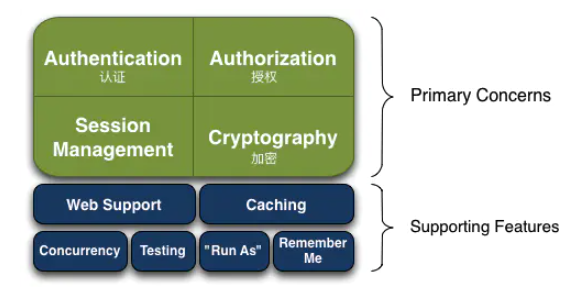 Authentication
认证
Authorization
授权
Session
Management
Cryptography
加密
Primary Concerns
Web Support
Caching
Concurrency
Testing
"Run As"
Remember
Me
Supporting Features